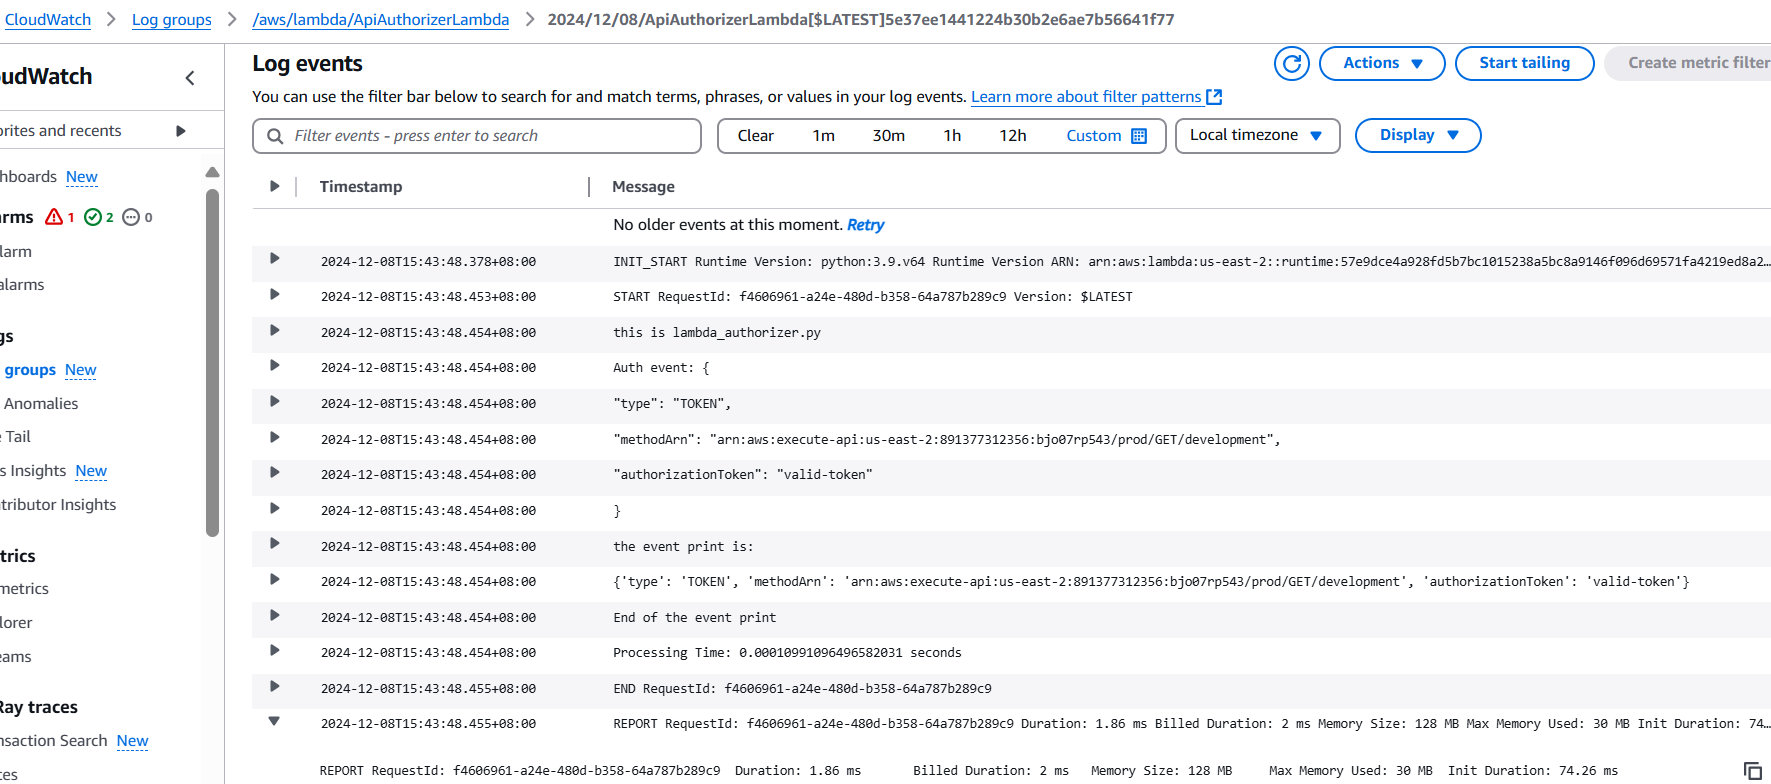 CloudWatch > Log groups > /aws/lambda/ApiAuthorizerLambda > 2024/12/08/ApiAuthorizerLambda[$LATEST]5e37ee1441224b30b2e6ae7b56641f77
oudWatch
orites and recents
hboards New
rms 1 2 0
larm
alarms
gs
groups New
Anomalies
Tail
s Insights New
tributor Insights
trics
metrics
lorer
eams
Ray traces
nsaction Search New
ces
Log events
Actions
Start tailing
Create metric filter
You can use the filter bar below to search for and match terms, phrases, or values in your log events. Learn more about filter patterns
Filter events - press enter to search
Clear 1m 30m 1h 12h Custom
Local timezone
Display
Timestamp Message
No older events at this moment. Retry
2024-12-08T15:43:48.378+08:00 INIT_START Runtime Version: python:3.9.v64 Runtime Version ARN: arn:aws:lambda:us-east-2::runtime:57e9dce4a928fd5b7bc1015238a5bc8a9146f096d69571fa4219ed8a2…
2024-12-08T15:43:48.453+08:00 START RequestId: f4606961-a24e-480d-b358-64a787b289c9 Version: $LATEST
2024-12-08T15:43:48.454+08:00 this is lambda_authorizer.py
2024-12-08T15:43:48.454+08:00 Auth event: {
2024-12-08T15:43:48.454+08:00 "type": "TOKEN",
2024-12-08T15:43:48.454+08:00 "methodArn": "arn:aws:execute-api:us-east-2:891377312356:bjo07rp543/prod/GET/development",
2024-12-08T15:43:48.454+08:00 "authorizationToken": "valid-token"
2024-12-08T15:43:48.454+08:00 }
2024-12-08T15:43:48.454+08:00 the event print is:
2024-12-08T15:43:48.454+08:00 {'type': 'TOKEN', 'methodArn': 'arn:aws:execute-api:us-east-2:891377312356:bjo07rp543/prod/GET/development', 'authorizationToken': 'valid-token'}
2024-12-08T15:43:48.454+08:00 End of the event print
2024-12-08T15:43:48.454+08:00 Processing Time: 0.00010991096496582031 seconds
2024-12-08T15:43:48.455+08:00 END RequestId: f4606961-a24e-480d-b358-64a787b289c9
2024-12-08T15:43:48.455+08:00 REPORT RequestId: f4606961-a24e-480d-b358-64a787b289c9 Duration: 1.86 ms Billed Duration: 2 ms Memory Size: 128 MB Max Memory Used: 30 MB Init Duration: 74…
REPORT RequestId: f4606961-a24e-480d-b358-64a787b289c9 Duration: 1.86 ms Billed Duration: 2 ms Memory Size: 128 MB Max Memory Used: 30 MB Init Duration: 74.26 ms